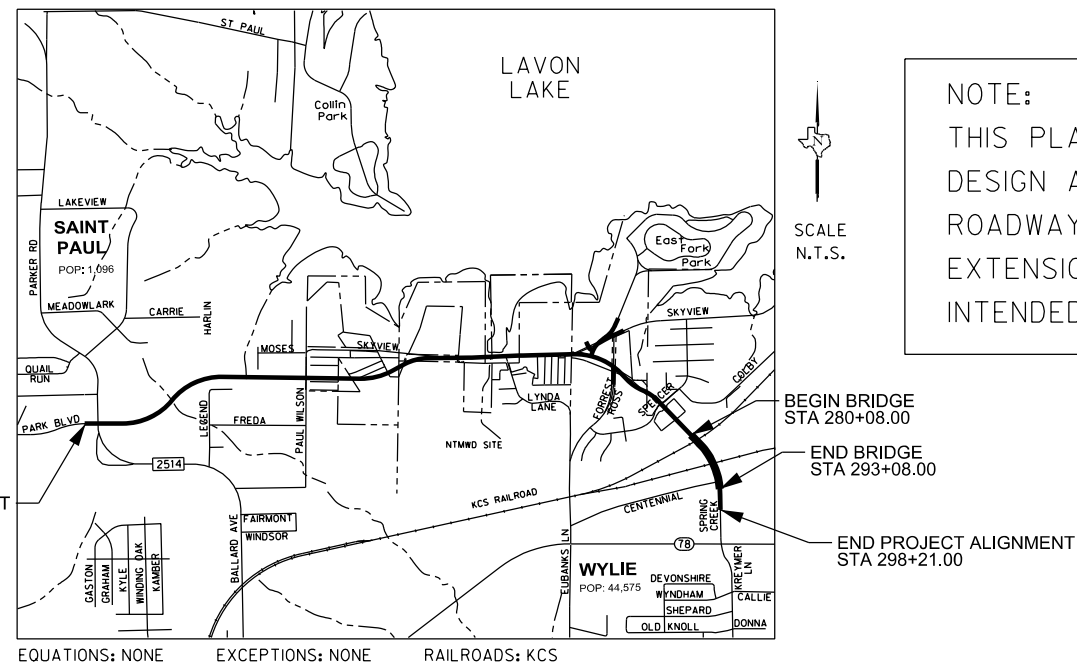 ST PAUL
LAVON
LAKE
Collin
Park
NOTE:
THIS PLA
DESIGN A
ROADWAY
EXTENSIO
INTENDED
SCALE
N.T.S.
LAKEVIEW
SAINT
PAUL
POP: 1,096
PARKER RD
MEADOWLARK
CARRIE
HARLIN
East
Fork
Park
SKYVIEW
MOSES
SKYVIEW
QUAIL
RUN
PARK BLVD
LEGEND
FREDA
PAUL WILSON
LYNDA
LANE
FORREST
ROSS
SPENCER
COLBY
BEGIN BRIDGE
STA 280+08.00
END BRIDGE
STA 293+08.00
NTMWD SITE
2514
T
KCS RAILROAD
CENTENNIAL
SPRING
CREEK
END PROJECT ALIGNMENT
STA 298+21.00
FAIRMONT
WINDSOR
BALLARD AVE
EUBANKS LN
78
GASTON
GRAHAM
KYLE
WINDING OAK
KAMBER
WYLIE
POP: 44,575
KREYMER
LN
DEVONSHIRE
WYNDHAM
CALLIE
SHEPARD
OLD KNOLL
DONNA
EQUATIONS: NONE
EXCEPTIONS: NONE
RAILROADS: KCS